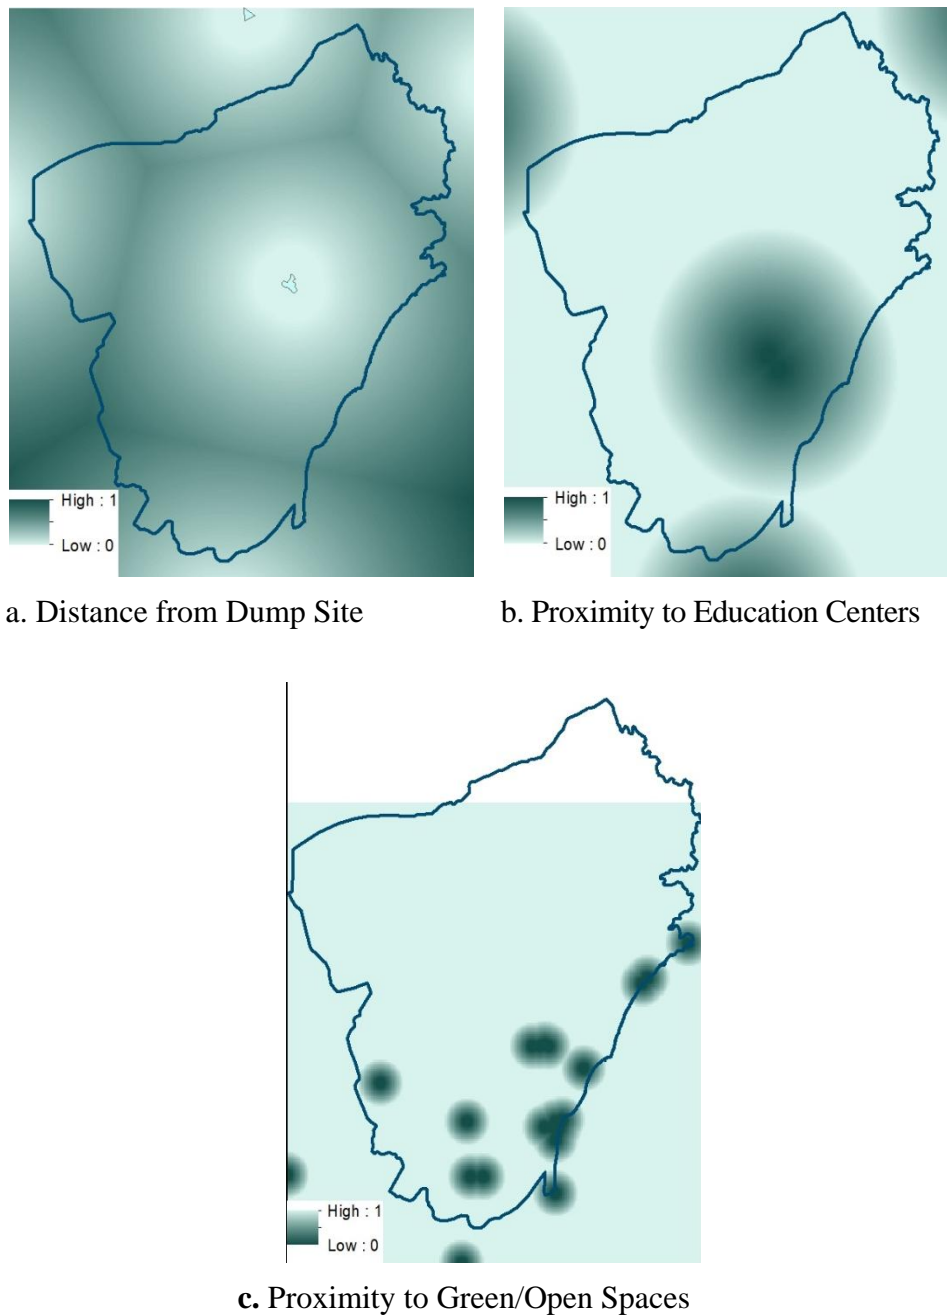 High : 1
Low : 0
High : 1
Low : 0
a. Distance from Dump Site
b. Proximity to Education Centers
High : 1
Low : 0
c. Proximity to Green/Open Spaces